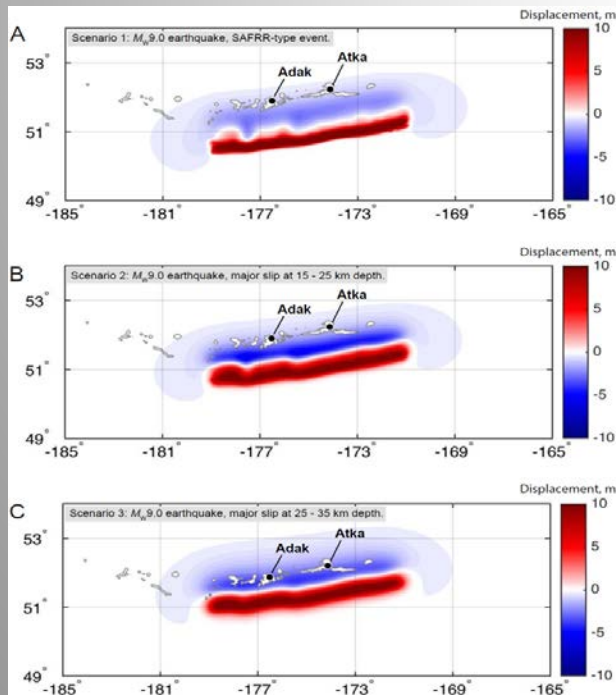 Displacement, m
A
Scenario 1: Mw9.0 earthquake, SAFRR-type event.
10
53°
Atka
Adak
5
51°
0
-5
49°
-10
-185 -181° -177° -173° -169° -165
Displacement, m
B
Scenario 2: Mw9.0 earthquake, major slip at 15 - 25 km depth.
10
53°
Atka
Adak
5
51°
0
-5
49°
-10
-185° -181° -177° -173° -169° -165
Displacement, m
C
Scenario 3: Mw9.0 earthquake, major slip at 25 - 35 km depth.
10
53°
Atka
Adak
5
51°
0
-5
49°
-10
-185° -181° -177° -173° -169° -165